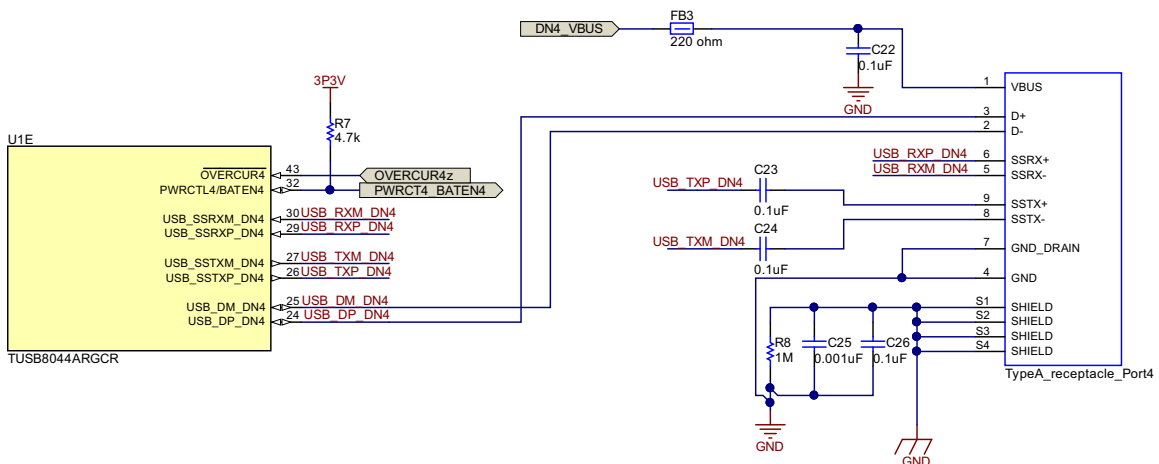 FB3
DN4_VBUS
220 ohm
C22
0.1uF
GND
3P3V
R7
4.7k
U1E
OVERCUR4 43 OVERCUR4z
PWRCTL4/BATEN4 32 PWRCT4_BATEN4
USB_SSRXM_DN4 30 USB_RXM_DN4
USB_SSRXP_DN4 29 USB_RXP_DN4
USB_SSTXM_DN4 27 USB_TXM_DN4
USB_SSTXP_DN4 26 USB_TXP_DN4
USB_DM_DN4 25 USB_DM_DN4
USB_DP_DN4 24 USB_DP_DN4
TUSB8044ARGCR
USB_TXP_DN4 C23
0.1uF
USB_TXM_DN4 C24
0.1uF
1 VBUS
3 D+
2 D-
USB_RXP_DN4 6 SSRX+
USB_RXM_DN4 5 SSRX-
9 SSTX+
8 SSTX-
7 GND_DRAIN
4 GND
S1 SHIELD
S2 SHIELD
S3 SHIELD
S4 SHIELD
TypeA_receptacle_Port4
R8
1M
C25
0.001uF
C26
0.1uF
GND
GND